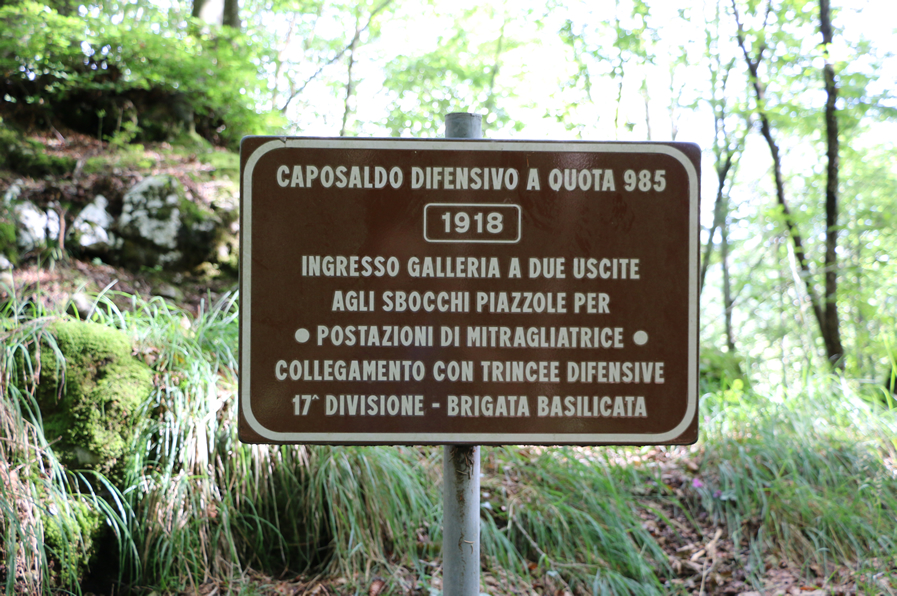 CAPOSALDO DIFENSIVO A QUOTA 985
1918
INGRESSO GALLERIA A DUE USCITE
AGLI SBOCCHI PIAZZOLE PER
• POSTAZIONI DI MITRAGLIATRICE •
COLLEGAMENTO CON TRINCEE DIFENSIVE
17^ DIVISIONE - BRIGATA BASILICATA